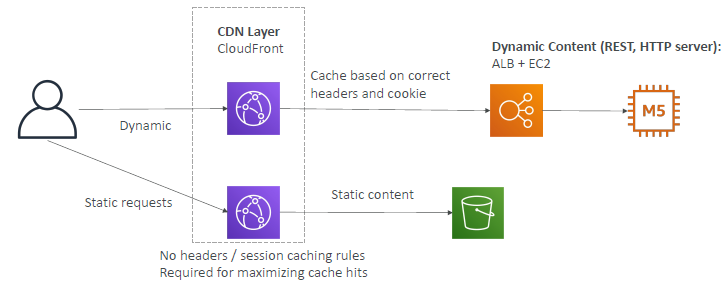 CDN Layer
CloudFront
Dynamic Content (REST, HTTP server):
ALB + EC2
Cache based on correct
headers and cookie
M5
Dynamic
Static requests
Static content
No headers / session caching rules
Required for maximizing cache hits